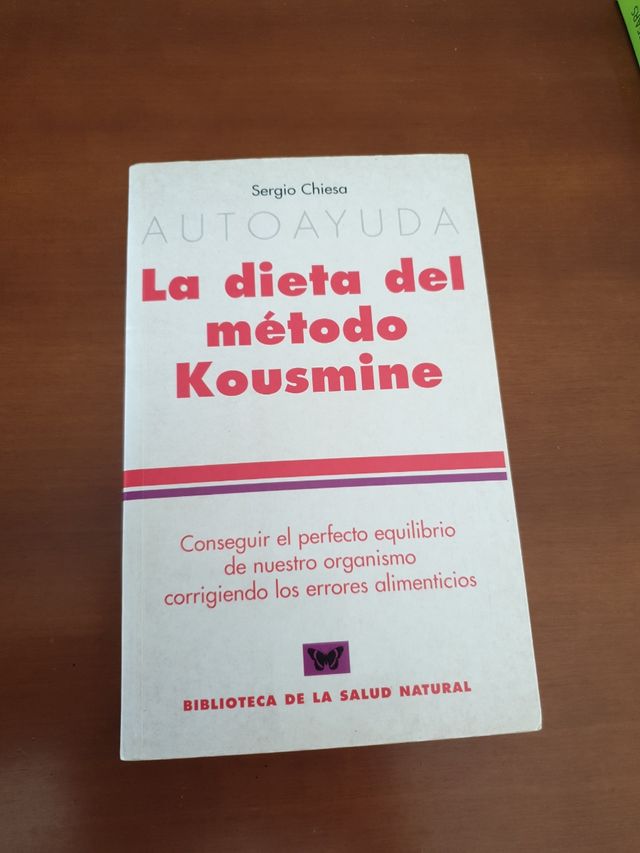 Sergio Chiesa
AUTOAYUDA
La dieta del
método
Kousmine
Conseguir el perfecto equilibrio
de nuestro organismo
corrigiendo los errores alimenticios
BIBLIOTECA DE LA SALUD NATURAL